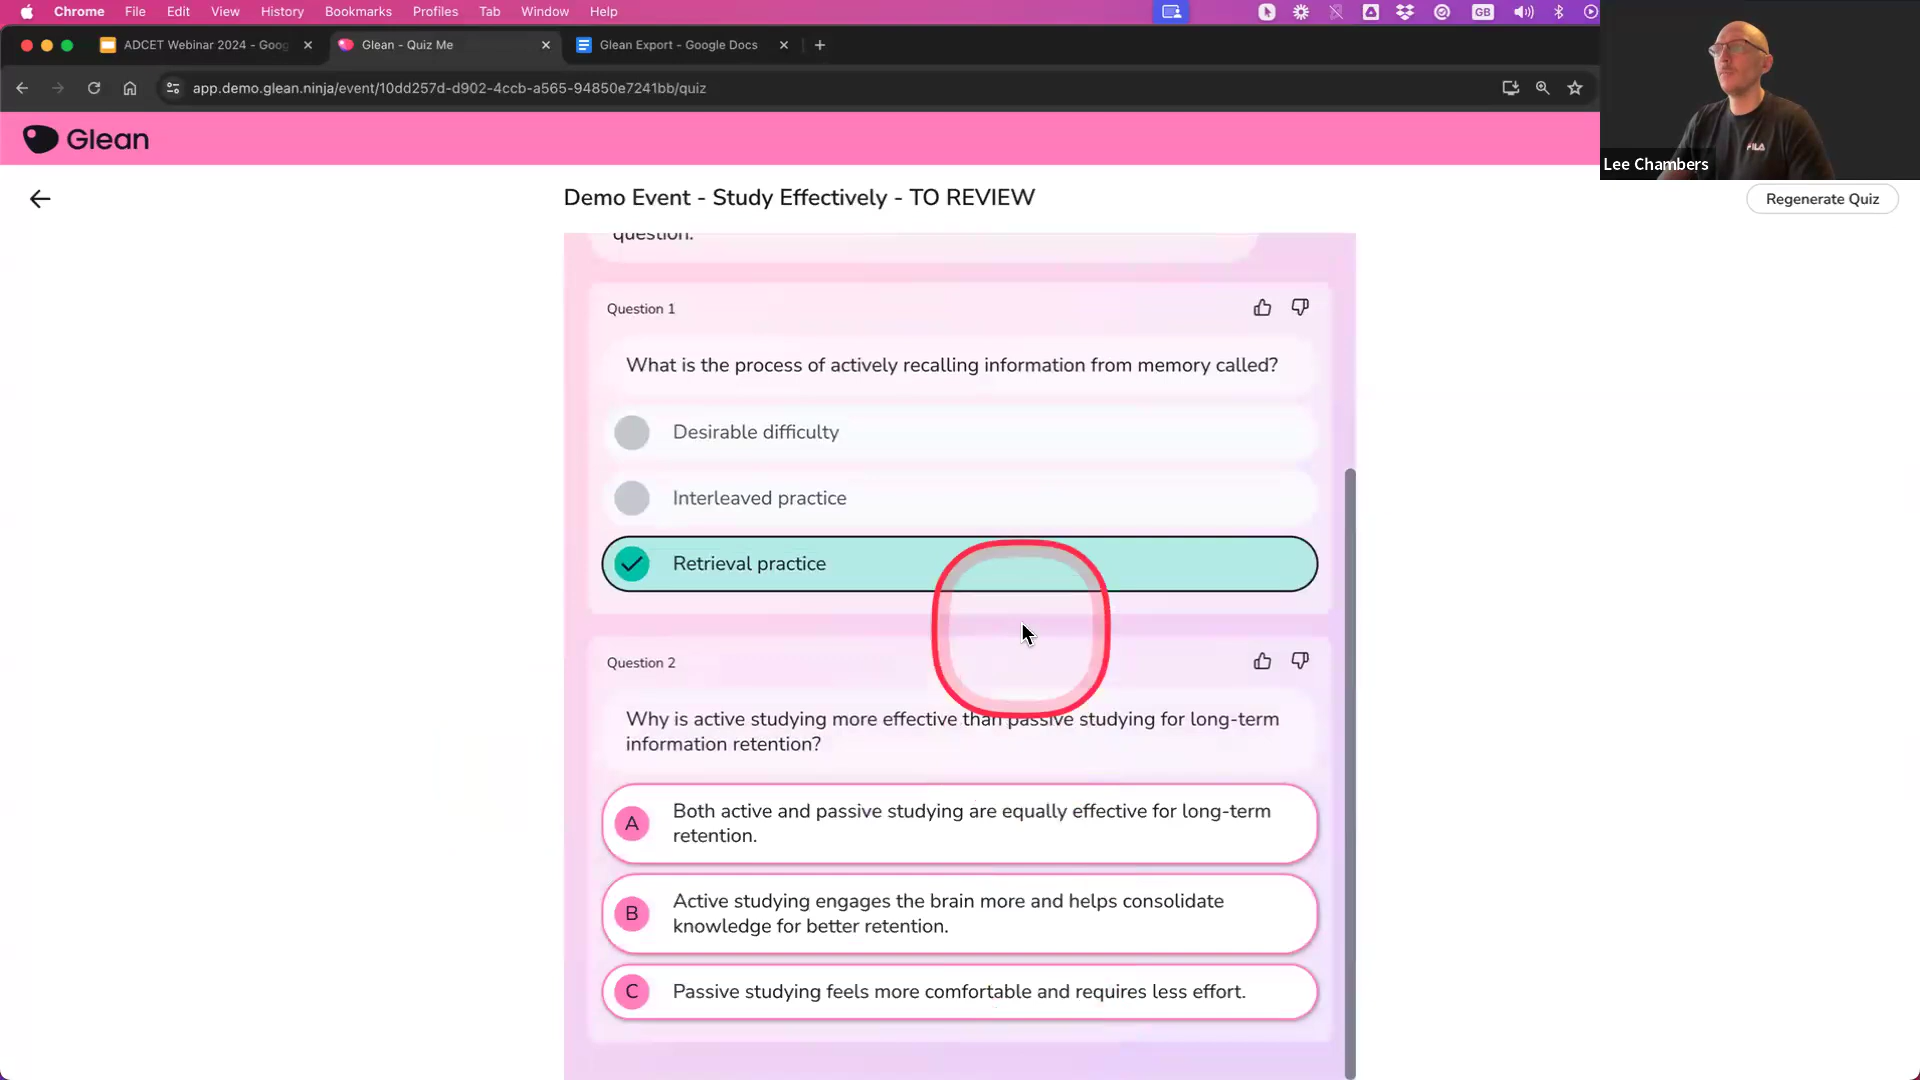 Chrome File Edit View History Bookmarks Profiles Tab Window Help GB
ADCET Webinar 2024 - Goog
Glean - Quiz Me
Glean Export - Google Docs
app.demo.glean.ninja/event/10dd257d-d902-4ccb-a565-94850e7241bb/quiz
Glean
FILA
Lee Chambers
Demo Event - Study Effectively - TO REVIEW
Regenerate Quiz
question.
Question 1
What is the process of actively recalling information from memory called?
Desirable difficulty
Interleaved practice
Retrieval practice
Question 2
Why is active studying more effective than passive studying for long-term
information retention?
A
Both active and passive studying are equally effective for long-term
retention.
B
Active studying engages the brain more and helps consolidate
knowledge for better retention.
C
Passive studying feels more comfortable and requires less effort.